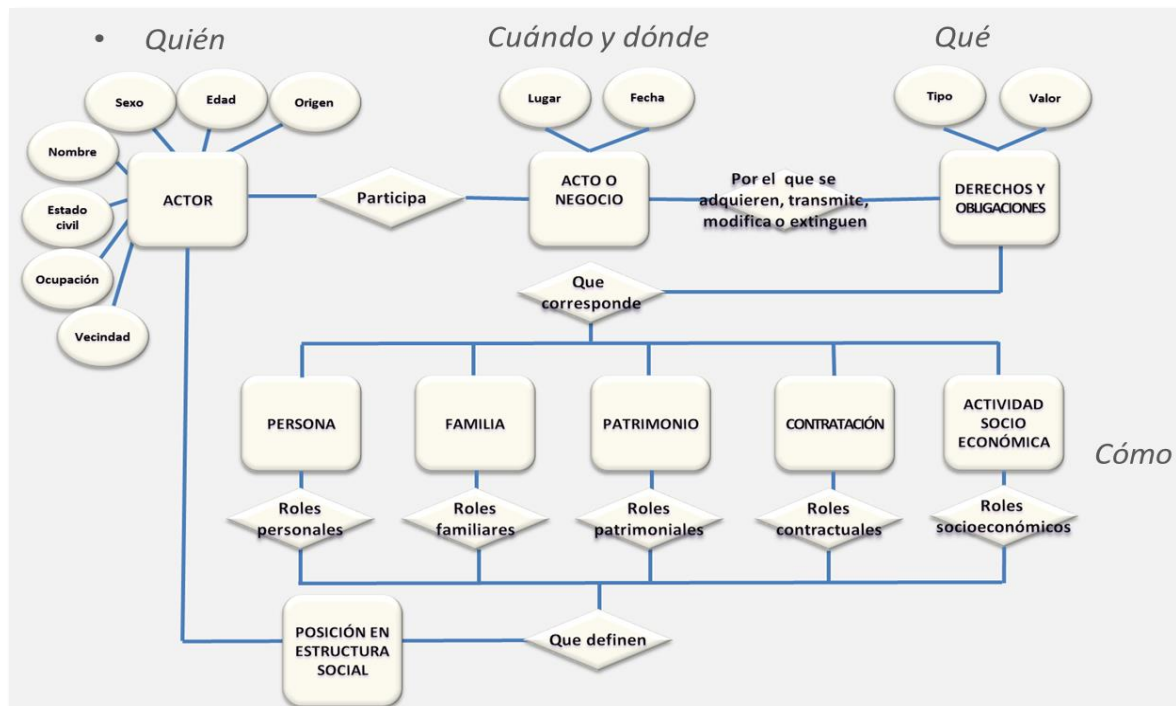 • Quién
Cuándo y dónde
Qué
Sexo
Edad
Origen
Nombre
Estado
civil
Ocupación
Vecindad
ACTOR
Participa
Lugar
Fecha
ACTO O
NEGOCIO
Por el que se
adquieren, transmite,
modifica o extinguen
Tipo
Valor
DERECHOS Y
OBLIGACIONES
Que
corresponde
PERSONA
FAMILIA
PATRIMONIO
CONTRATACIÓN
ACTIVIDAD
SOCIO
ECONÓMICA
Cómo
Roles
personales
Roles
familiares
Roles
patrimoniales
Roles
contractuales
Roles
socioeconómicos
POSICIÓN EN
ESTRUCTURA
SOCIAL
Que definen